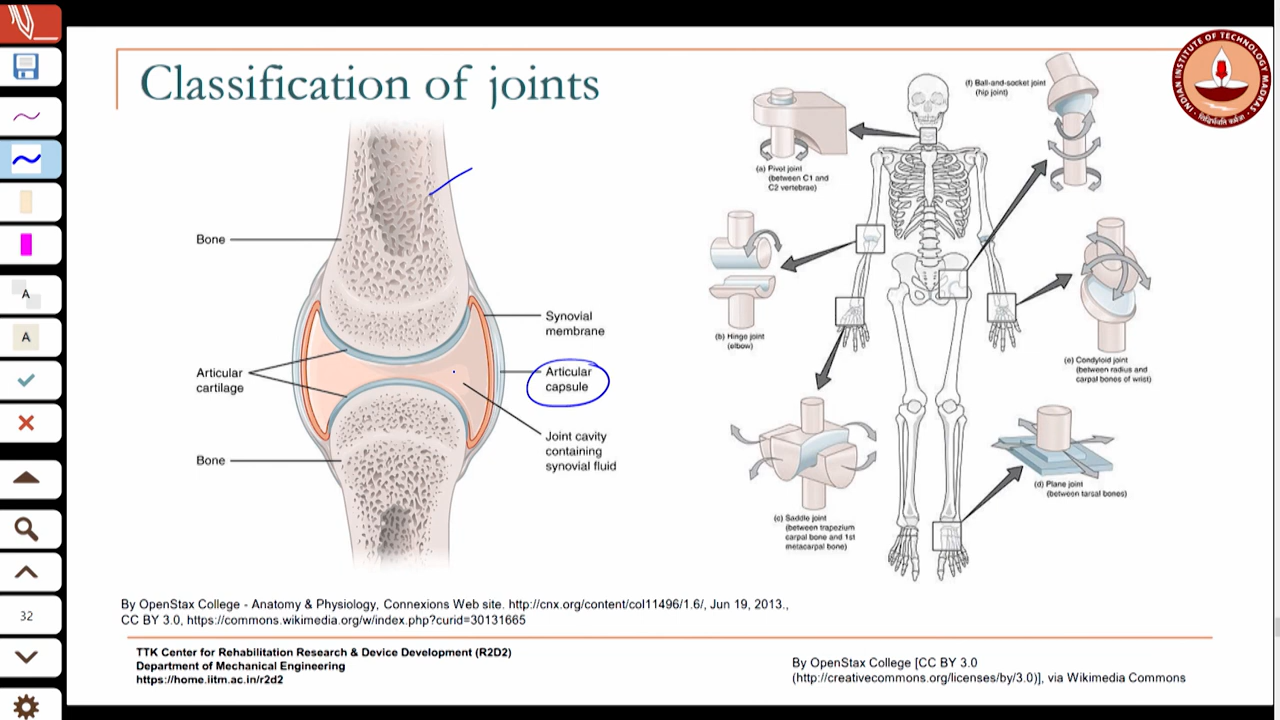 Classification of joints
Bone
Synovial
membrane
Articular
cartilage
Articular
capsule
Joint cavity
containing
synovial fluid
Bone
(a) Pivot joint
(between C1 and
C2 vertebrae)
(f) Ball-and-socket joint
(hip joint)
(b) Hinge joint
(elbow)
(e) Condyloid joint
(between radius and
carpal bones of wrist)
(c) Saddle joint
(between trapezium
carpal bone and 1st
metacarpal bone)
(d) Plane joint
(between tarsal bones)
By OpenStax College - Anatomy & Physiology, Connexions Web site. http://cnx.org/content/col11496/1.6/, Jun 19, 2013.,
CC BY 3.0, https://commons.wikimedia.org/w/index.php?curid=30131665
TTK Center for Rehabilitation Research & Device Development (R2D2)
Department of Mechanical Engineering
https://home.iitm.ac.in/r2d2
By OpenStax College [CC BY 3.0
(http://creativecommons.org/licenses/by/3.0)], via Wikimedia Commons
INDIAN INSTITUTE OF TECHNOLOGY MADRAS
A
A
32